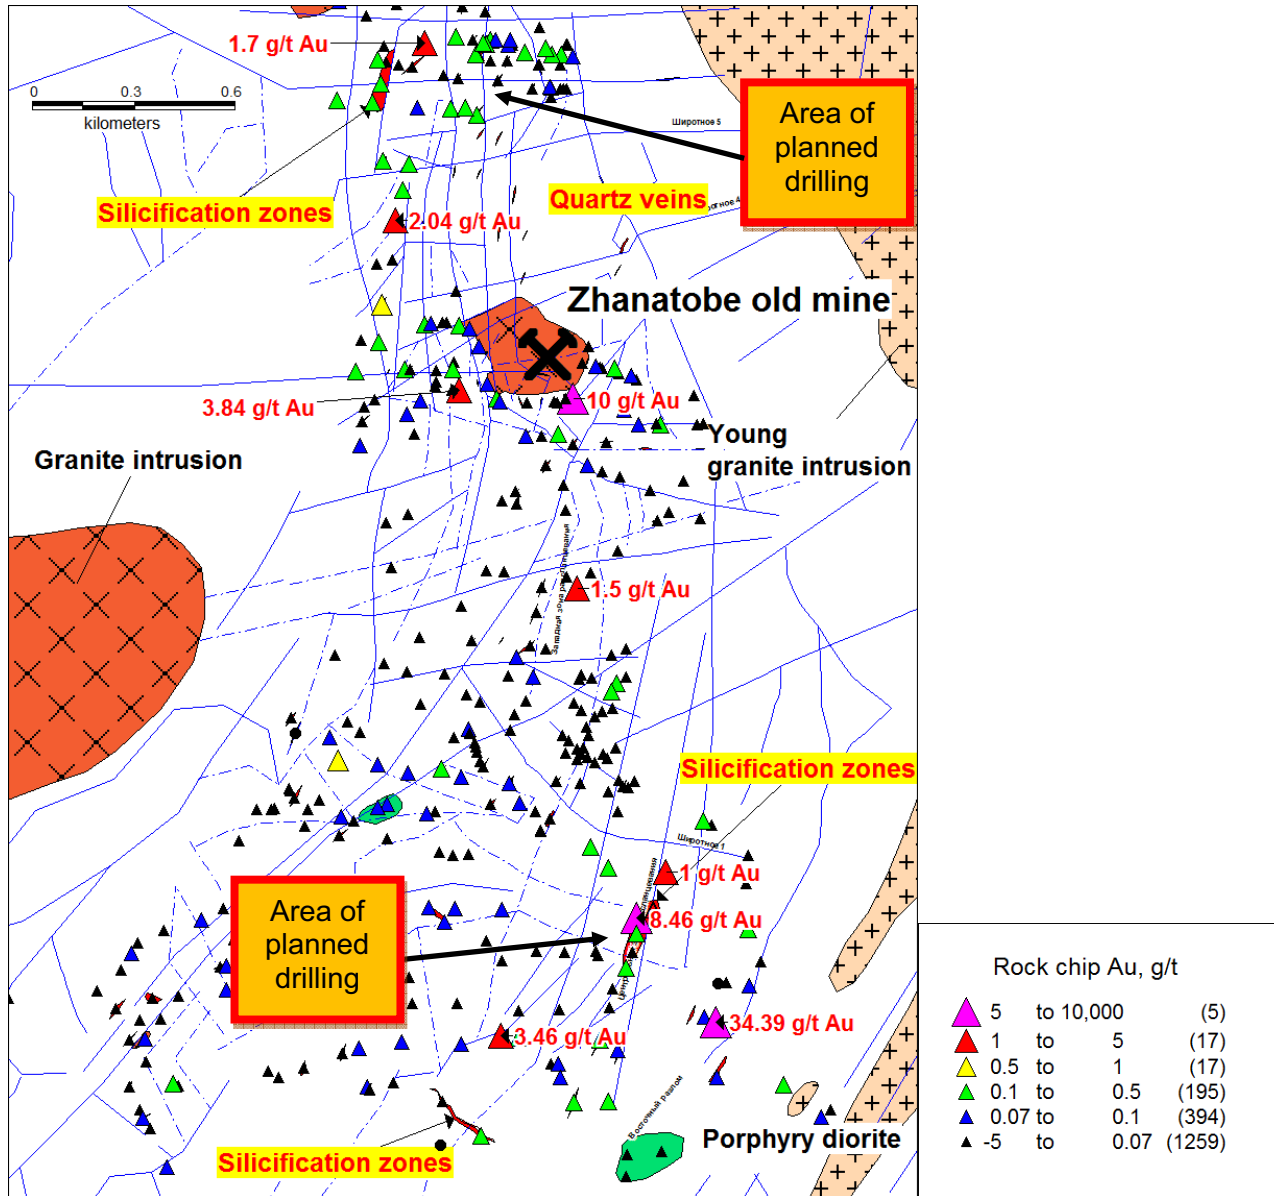 1.7 g/t Au
0 0.3 0.6
kilometers
Area of
planned
drilling
Широтное 5
Silicification zones
Quartz veins
2.04 g/t Au
Zhanatobe old mine
3.84 g/t Au
10 g/t Au
Young
granite intrusion
Granite intrusion
1.5 g/t Au
Silicification zones
Широтное 1
1 g/t Au
8.46 g/t Au
Area of
planned
drilling
34.39 g/t Au
3.46 g/t Au
Восточный разлом
Porphyry diorite
Silicification zones
Rock chip Au, g/t
5 to 10,000 (5)
1 to 5 (17)
0.5 to 1 (17)
0.1 to 0.5 (195)
0.07 to 0.1 (394)
-5 to 0.07 (1259)